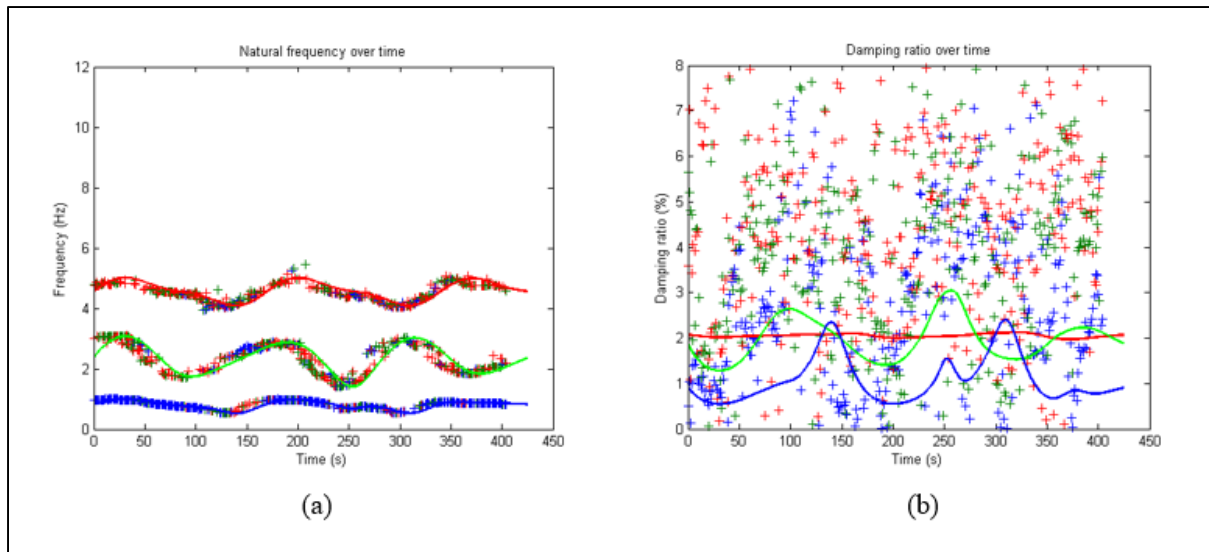 Natural frequency over time
12
10
8
6
4
2
0
Frequency (Hz)
0 50 100 150 200 250 300 350 400 450
Time (s)
(a)
Damping ratio over time
8
7
6
5
4
3
2
1
0
Damping ratio (%)
0 50 100 150 200 250 300 350 400 450
Time (s)
(b)